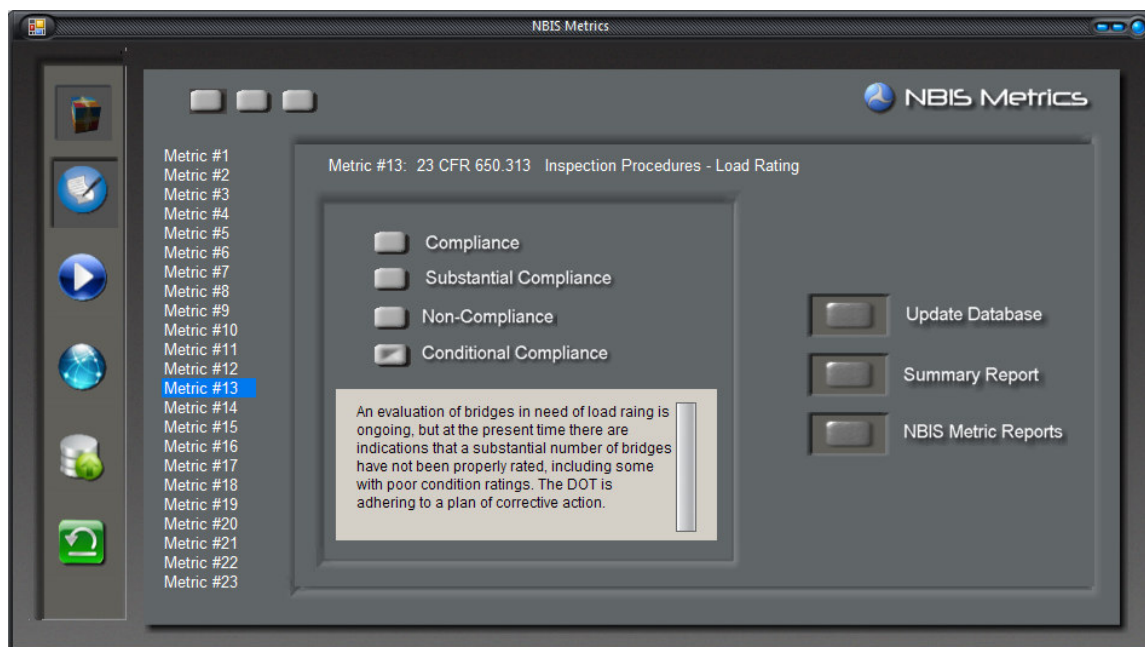 NBIS Metrics
NBIS Metrics
Metric #1
Metric #2
Metric #3
Metric #4
Metric #5
Metric #6
Metric #7
Metric #8
Metric #9
Metric #10
Metric #11
Metric #12
Metric #13
Metric #14
Metric #15
Metric #16
Metric #17
Metric #18
Metric #19
Metric #20
Metric #21
Metric #22
Metric #23
Metric #13: 23 CFR 650.313 Inspection Procedures - Load Rating
Compliance
Substantial Compliance
Non-Compliance
Conditional Compliance
An evaluation of bridges in need of load raing is
ongoing, but at the present time there are
indications that a substantial number of bridges
have not been properly rated, including some
with poor condition ratings. The DOT is
adhering to a plan of corrective action.
Update Database
Summary Report
NBIS Metric Reports